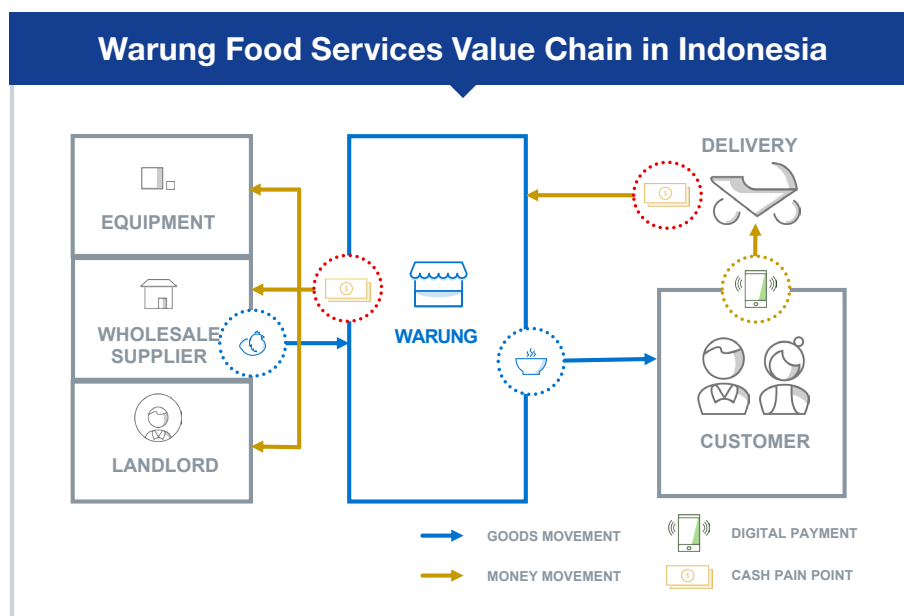 Warung Food Services Value Chain in Indonesia
DELIVERY
EQUIPMENT
WHOLESALE
SUPPLIER
WARUNG
LANDLORD
CUSTOMER
GOODS MOVEMENT
DIGITAL PAYMENT
MONEY MOVEMENT
CASH PAIN POINT